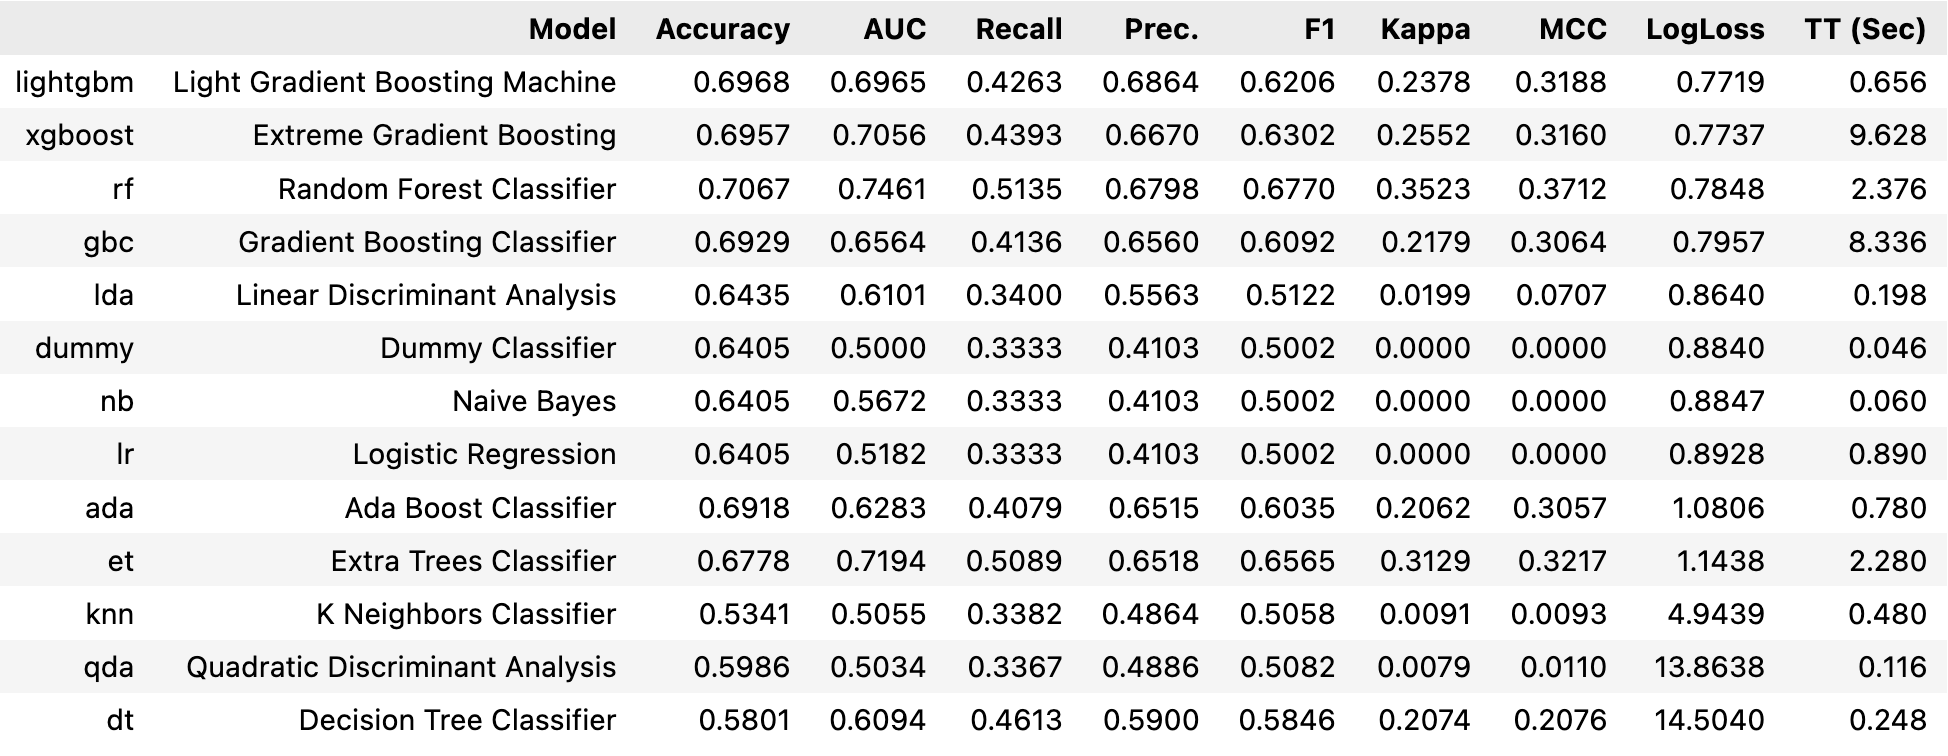 Model Accuracy AUC Recall Prec. F1 Kappa MCC LogLoss TT (Sec)
lightgbm Light Gradient Boosting Machine 0.6968 0.6965 0.4263 0.6864 0.6206 0.2378 0.3188 0.7719 0.656
xgboost Extreme Gradient Boosting 0.6957 0.7056 0.4393 0.6670 0.6302 0.2552 0.3160 0.7737 9.628
rf Random Forest Classifier 0.7067 0.7461 0.5135 0.6798 0.6770 0.3523 0.3712 0.7848 2.376
gbc Gradient Boosting Classifier 0.6929 0.6564 0.4136 0.6560 0.6092 0.2179 0.3064 0.7957 8.336
lda Linear Discriminant Analysis 0.6435 0.6101 0.3400 0.5563 0.5122 0.0199 0.0707 0.8640 0.198
dummy Dummy Classifier 0.6405 0.5000 0.3333 0.4103 0.5002 0.0000 0.0000 0.8840 0.046
nb Naive Bayes 0.6405 0.5672 0.3333 0.4103 0.5002 0.0000 0.0000 0.8847 0.060
lr Logistic Regression 0.6405 0.5182 0.3333 0.4103 0.5002 0.0000 0.0000 0.8928 0.890
ada Ada Boost Classifier 0.6918 0.6283 0.4079 0.6515 0.6035 0.2062 0.3057 1.0806 0.780
et Extra Trees Classifier 0.6778 0.7194 0.5089 0.6518 0.6565 0.3129 0.3217 1.1438 2.280
knn K Neighbors Classifier 0.5341 0.5055 0.3382 0.4864 0.5058 0.0091 0.0093 4.9439 0.480
qda Quadratic Discriminant Analysis 0.5986 0.5034 0.3367 0.4886 0.5082 0.0079 0.0110 13.8638 0.116
dt Decision Tree Classifier 0.5801 0.6094 0.4613 0.5900 0.5846 0.2074 0.2076 14.5040 0.248